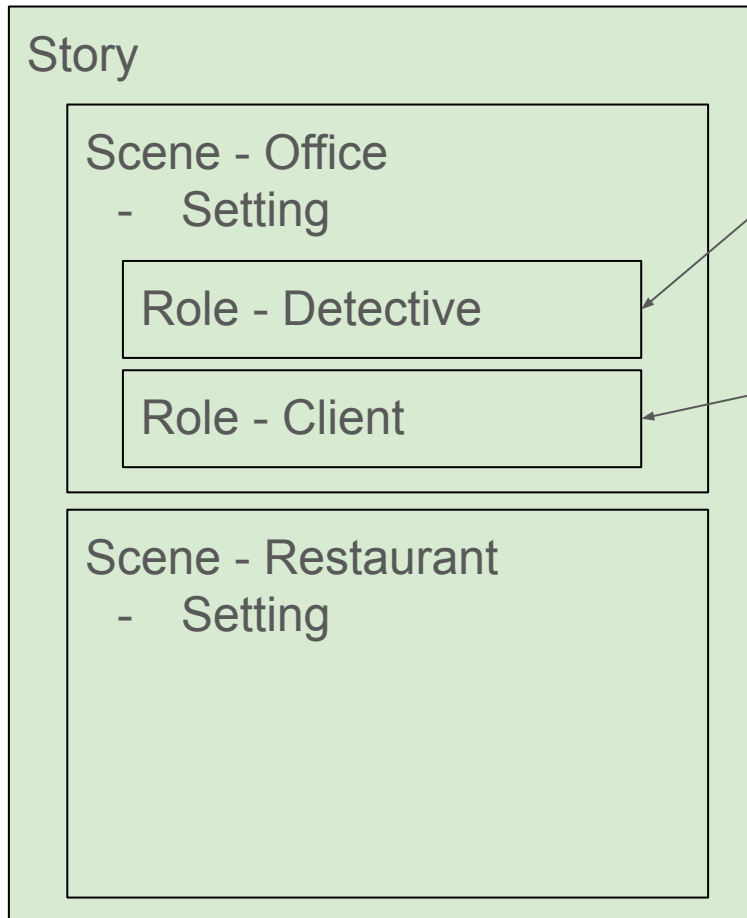 Story
Scene - Office
- Setting
Role - Detective
Role - Client
Scene - Restaurant
- Setting